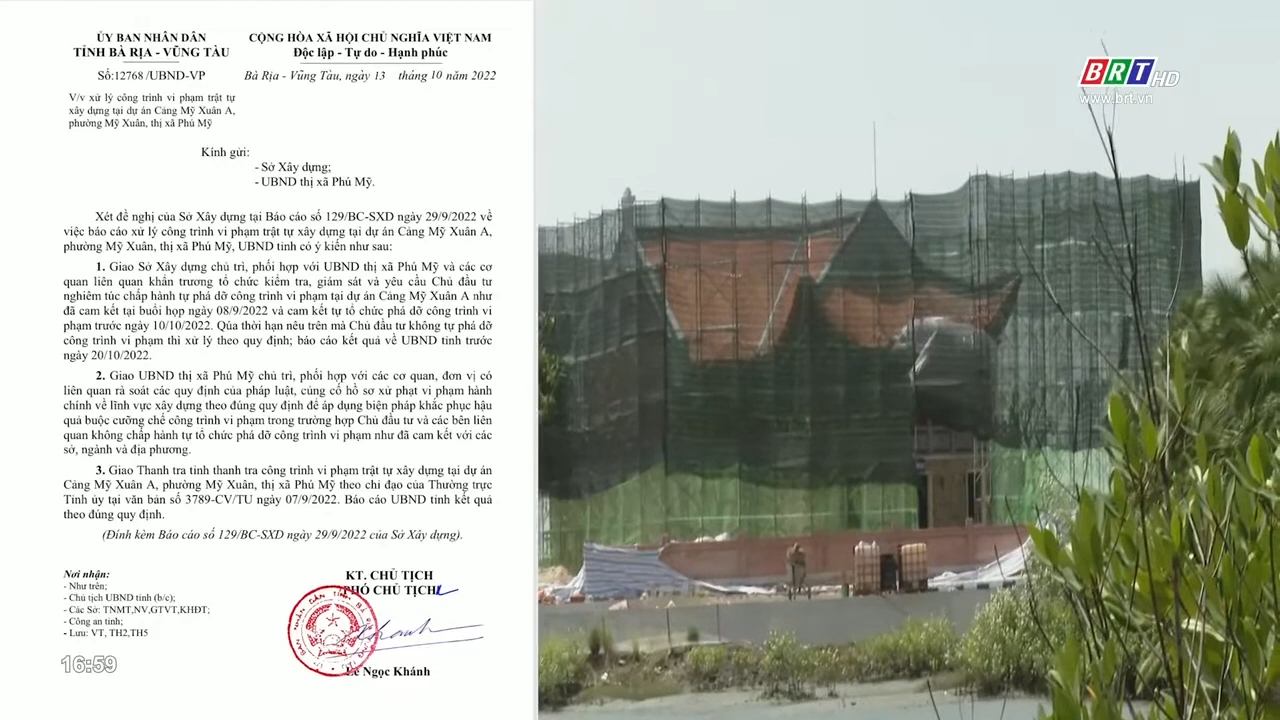 ỦY BAN NHÂN DÂN
TỈNH BÀ RỊA - VŨNG TÀU
CỘNG HÒA XÃ HỘI CHỦ NGHĨA VIỆT NAM
Độc lập - Tự do - Hạnh phúc
Số:12768 /UBND-VP
Bà Rịa - Vũng Tàu, ngày 13 tháng 10 năm 2022
V/v xử lý công trình vi phạm trật tự
xây dựng tại dự án Cảng Mỹ Xuân A,
phường Mỹ Xuân, thị xã Phú Mỹ
Kính gửi:
- Sở Xây dựng;
- UBND thị xã Phú Mỹ.
Xét đề nghị của Sở Xây dựng tại Báo cáo số 129/BC-SXD ngày 29/9/2022 về
việc báo cáo xử lý công trình vi phạm trật tự xây dựng tại dự án Cảng Mỹ Xuân A,
phường Mỹ Xuân, thị xã Phú Mỹ, UBND tỉnh có ý kiến như sau:
1. Giao Sở Xây dựng chủ trì, phối hợp với UBND thị xã Phú Mỹ và các cơ
quan liên quan khẩn trương tổ chức kiểm tra, giám sát và yêu cầu Chủ đầu tư
nghiêm túc chấp hành tự phá dỡ công trình vi phạm tại dự án Cảng Mỹ Xuân A như
đã cam kết tại buổi họp ngày 08/9/2022 và cam kết tự tổ chức phá dỡ công trình vi
phạm trước ngày 10/10/2022. Qúa thời hạn nêu trên mà Chủ đầu tư không tự phá dỡ
công trình vi phạm thì xử lý theo quy định; báo cáo kết quả về UBND tỉnh trước
ngày 20/10/2022.
2. Giao UBND thị xã Phú Mỹ chủ trì, phối hợp với các cơ quan, đơn vị có
liên quan rà soát các quy định của pháp luật, củng cố hồ sơ xử phạt vi phạm hành
chính về lĩnh vực xây dựng theo đúng quy định để áp dụng biện pháp khắc phục hậu
quả buộc cưỡng chế công trình vi phạm trong trường hợp Chủ đầu tư và các bên liên
quan không chấp hành tự tổ chức phá dỡ công trình vi phạm như đã cam kết với các
sở, ngành và địa phương.
3. Giao Thanh tra tỉnh thanh tra công trình vi phạm trật tự xây dựng tại dự án
Cảng Mỹ Xuân A, phường Mỹ Xuân, thị xã Phú Mỹ theo chỉ đạo của Thường trực
Tỉnh ủy tại văn bản số 3789-CV/TU ngày 07/9/2022. Báo cáo UBND tỉnh kết quả
theo đúng quy định.
(Đính kèm Báo cáo số 129/BC-SXD ngày 29/9/2022 của Sở Xây dựng).
Nơi nhận:
- Như trên;
- Chủ tịch UBND tỉnh (b/c);
- Các Sở: TNMT,NV,GTVT,KHĐT;
- Công an tỉnh;
- Lưu: VT, TH2,TH5
KT. CHỦ TỊCH
PHÓ CHỦ TỊCH
Lê Ngọc Khánh
16:59
BRT HD
www.brt.vn